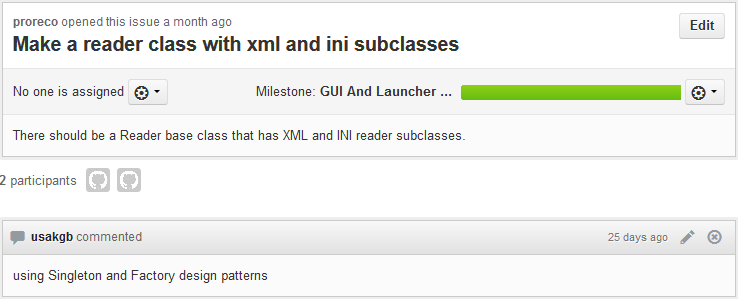 proreco opened this issue a month ago
Edit
Make a reader class with xml and ini subclasses
No one is assigned
Milestone: GUI And Launcher ...
There should be a Reader base class that has XML and INI reader subclasses.
2 participants
usakgb commented
25 days ago
using Singleton and Factory design patterns